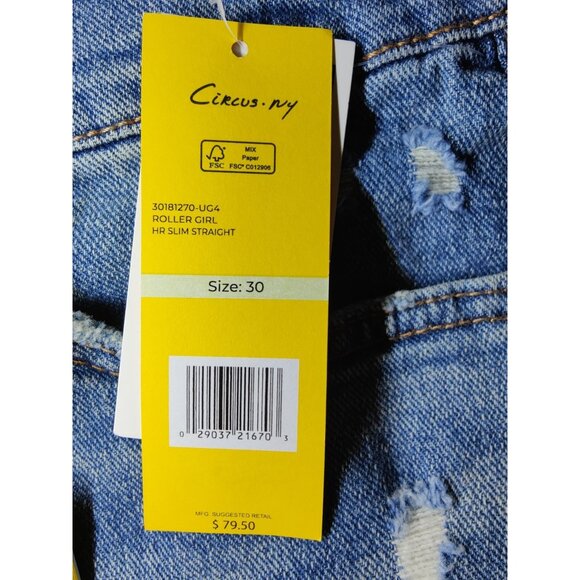 Circus·NY
FSC
MIX
Paper
FSC® C012906
30181270-UG4
ROLLER GIRL
HR SLIM STRAIGHT
Size: 30
0 29037 21670 3
MFG. SUGGESTED RETAIL
$ 79.50